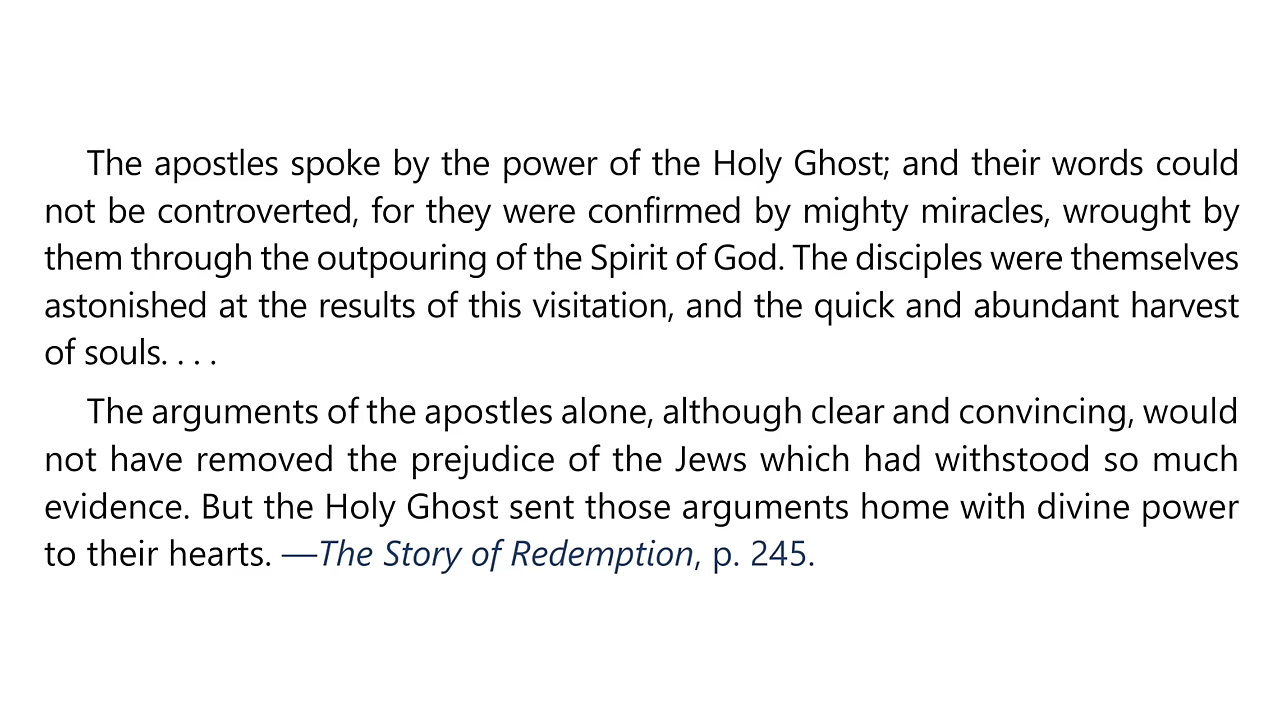 The apostles spoke by the power of the Holy Ghost; and their words could
not be controverted, for they were confirmed by mighty miracles, wrought by
them through the outpouring of the Spirit of God. The disciples were themselves
astonished at the results of this visitation, and the quick and abundant harvest
of souls. . . .
The arguments of the apostles alone, although clear and convincing, would
not have removed the prejudice of the Jews which had withstood so much
evidence. But the Holy Ghost sent those arguments home with divine power
to their hearts. —The Story of Redemption, p. 245.